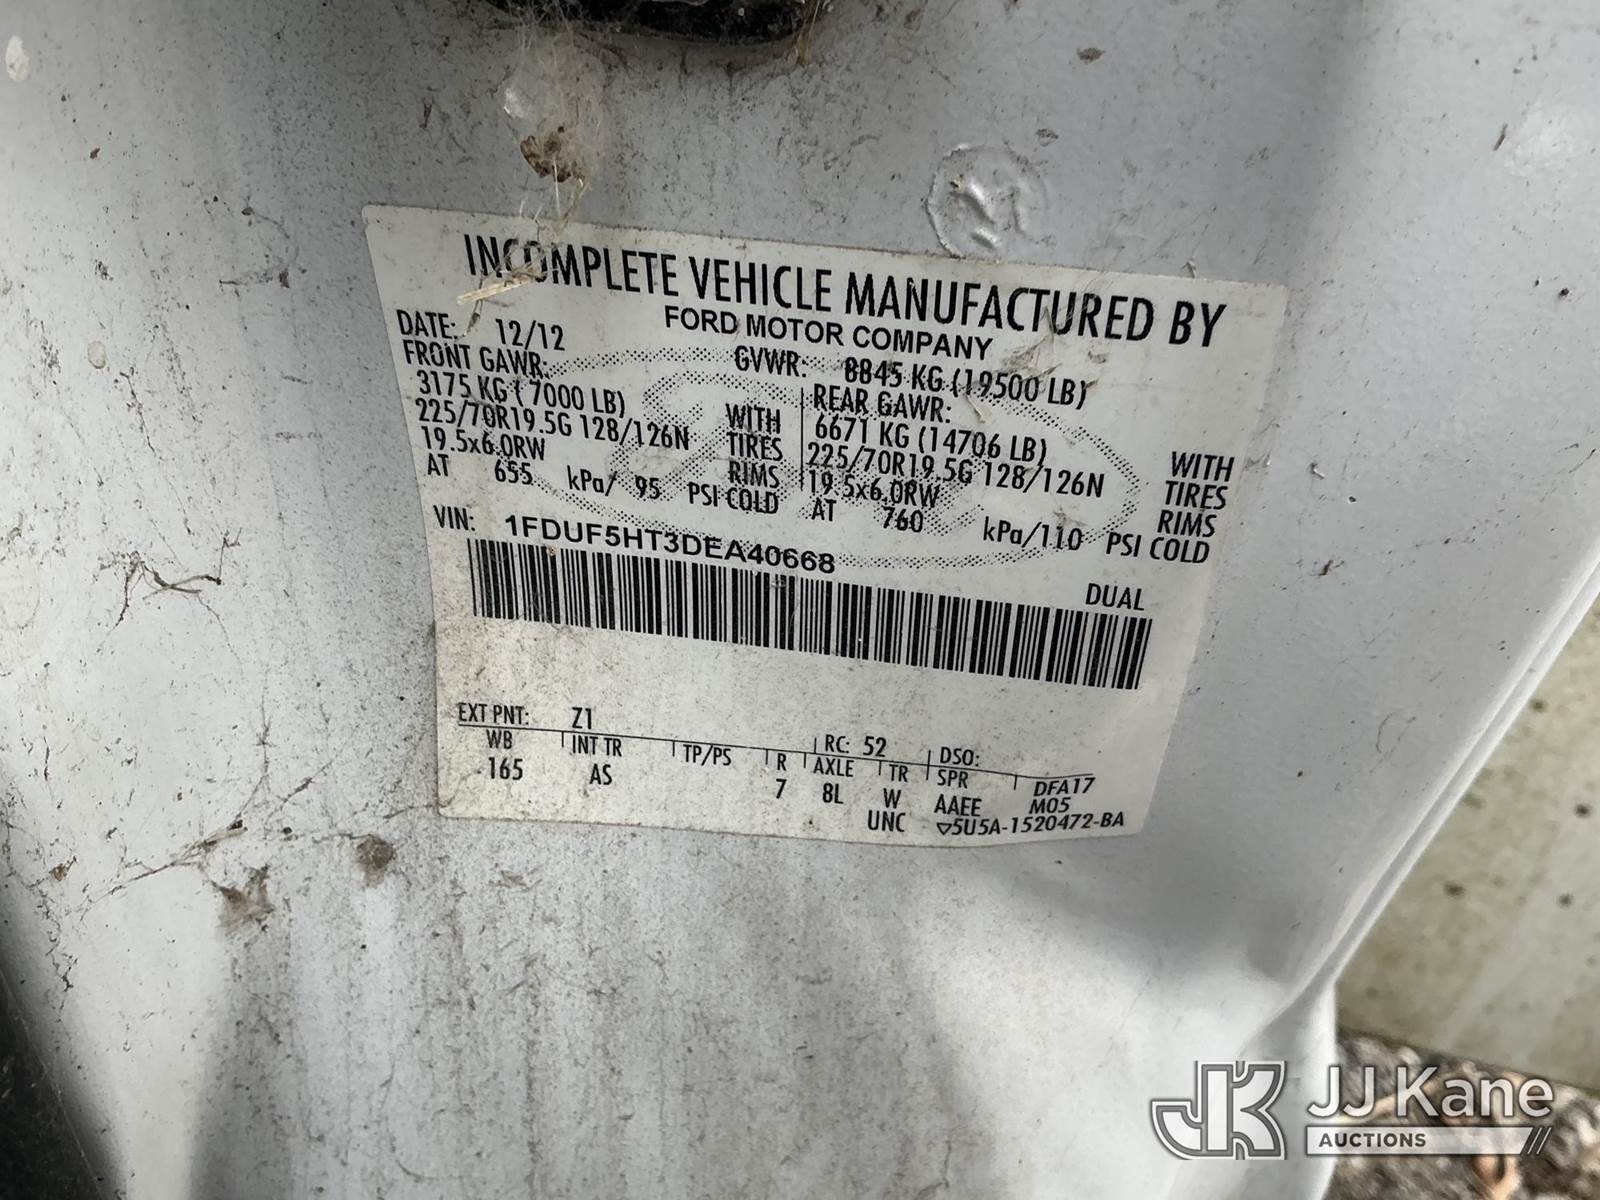 INCOMPLETE VEHICLE MANUFACTURED BY
FORD MOTOR COMPANY
DATE: 12/12 GVWR: 8845 KG (19500 LB)
FRONT GAWR: REAR GAWR:
3175 KG ( 7000 LB) WITH 6671 KG (14706 LB) WITH
225/70R19.5G 128/126N TIRES 225/70R19.5G 128/126N TIRES
19.5x6.0RW RIMS 19.5x6.0RW RIMS
AT 655 kPa/ 95 PSI COLD AT 760 kPa/110 PSI COLD
VIN: 1FDUF5HT3DEA40668
DUAL
EXT PNT: Z1 RC: 52 DSO:
WB INT TR TP/PS R AXLE TR SPR DFA17
165 AS 7 8L W AAEE M05
UNC ▽5U5A-1520472-BA
JK JJ Kane
AUCTIONS